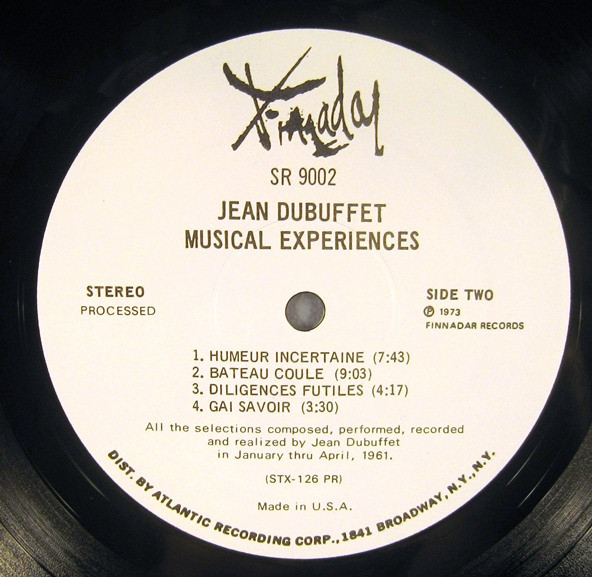 Finnadar
SR 9002
JEAN DUBUFFET
MUSICAL EXPERIENCES
STEREO
PROCESSED
SIDE TWO
Ⓟ 1973
FINNADAR RECORDS
1. HUMEUR INCERTAINE (7:43)
2. BATEAU COULE (9:03)
3. DILIGENCES FUTILES (4:17)
4. GAI SAVOIR (3:30)
All the selections composed, performed, recorded
and realized by Jean Dubuffet
in January thru April, 1961.
(STX-126 PR)
Made in U.S.A.
DIST. BY ATLANTIC RECORDING CORP., 1841 BROADWAY, N.Y., N.Y.